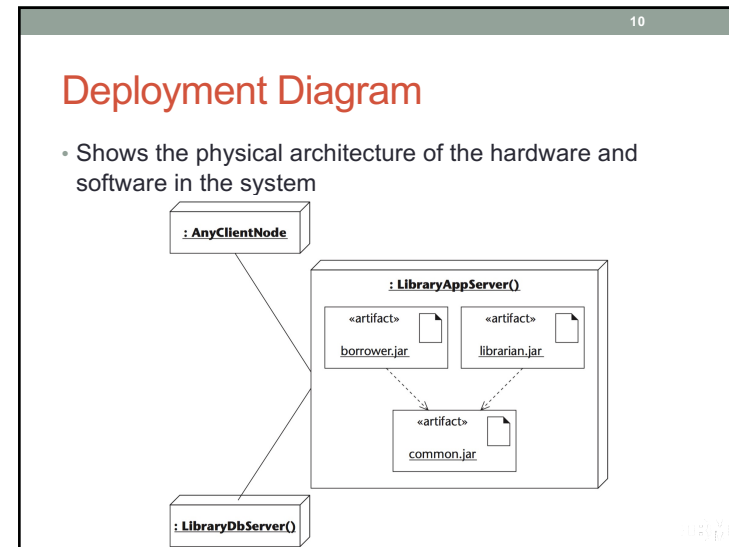 10
Deployment Diagram
• Shows the physical architecture of the hardware and
software in the system
: AnyClientNode
: LibraryAppServer()
«artifact»
borrower.jar
«artifact»
librarian.jar
«artifact»
common.jar
: LibraryDbServer()